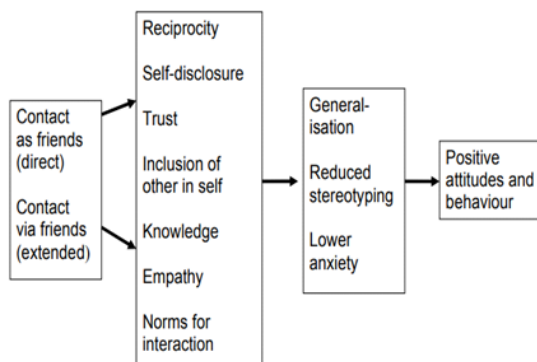 Contact
as friends
(direct)
Contact
via friends
(extended)
Reciprocity
Self-disclosure
Trust
Inclusion of
other in self
Knowledge
Empathy
Norms for
interaction
General-
isation
Reduced
stereotyping
Lower
anxiety
Positive
attitudes and
behaviour